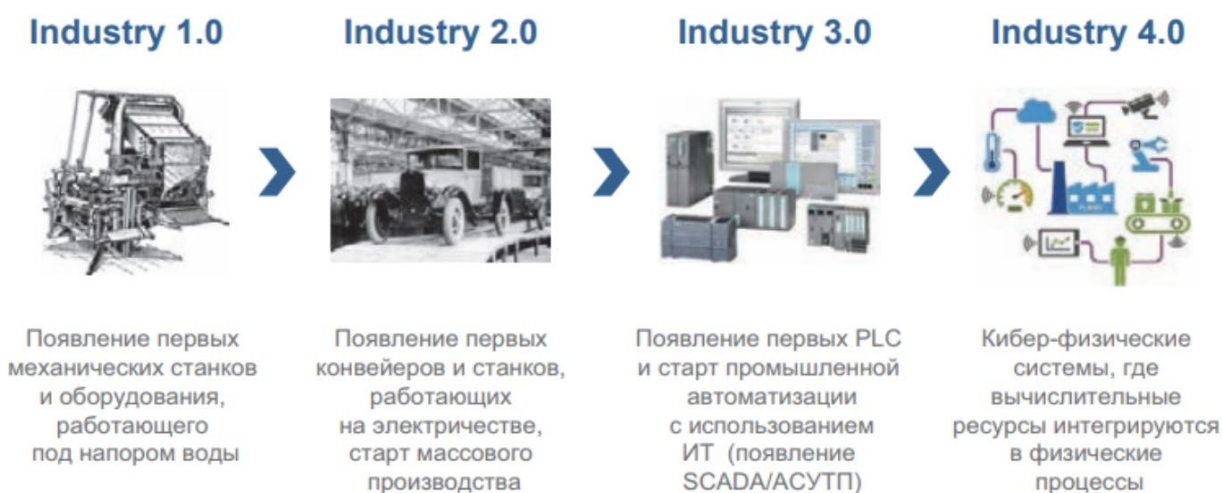 Industry 1.0
Industry 2.0
Industry 3.0
Industry 4.0
Появление первых
механических станков
и оборудования,
работающего
под напором воды
Появление первых
конвейеров и станков,
работающих
на электричестве,
старт массового
производства
Появление первых PLC
и старт промышленной
автоматизации
с использованием
ИТ (появление
SCADA/АСУТП)
Кибер-физические
системы, где
вычислительные
ресурсы интегрируются
в физические
процессы